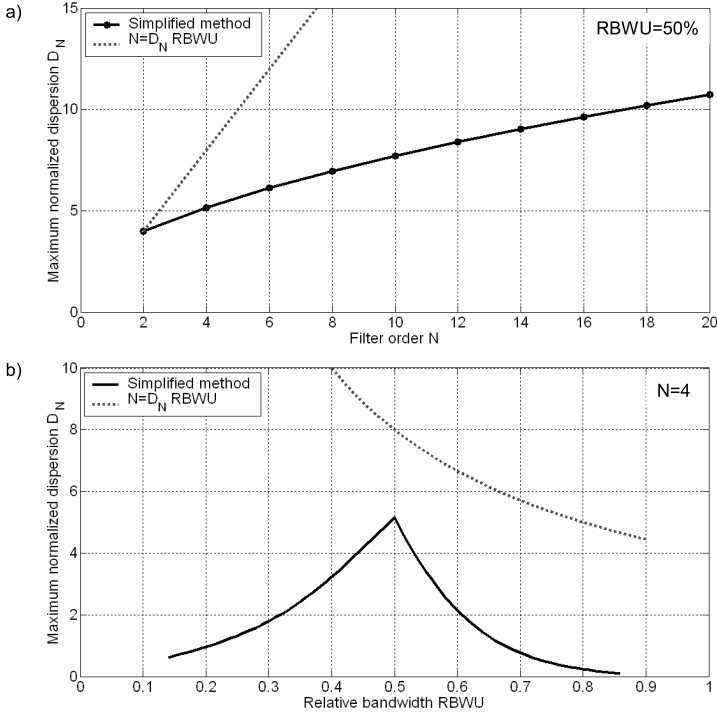 a)
15
10
5
0
Maximum normalized dispersion D_N
Simplified method
N=D_N RBWU
RBWU=50%
0 2 4 6 8 10 12 14 16 18 20
Filter order N
b)
10
8
6
4
2
0
Maximum normalized dispersion D_N
Simplified method
N=D_N RBWU
N=4
0 0.1 0.2 0.3 0.4 0.5 0.6 0.7 0.8 0.9 1
Relative bandwidth RBWU